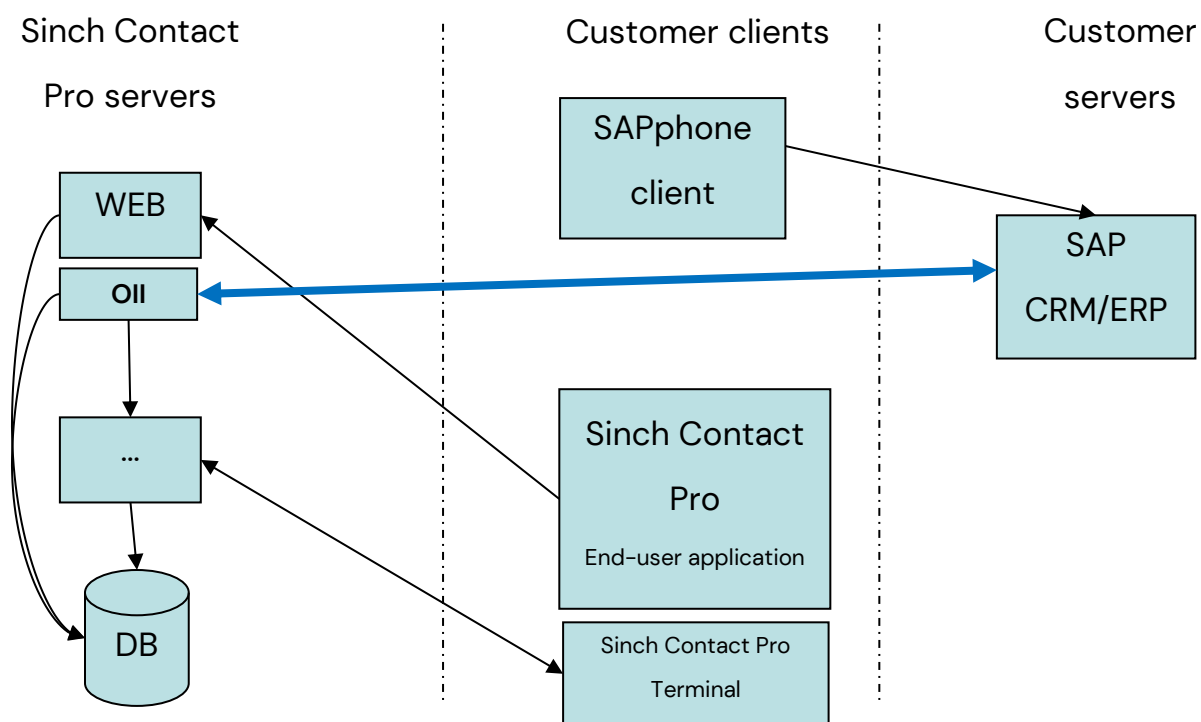 Sinch Contact
Pro servers
Customer clients
Customer
servers
SAPphone
client
WEB
OII
SAP
CRM/ERP
...
Sinch Contact
Pro
End-user application
DB
Sinch Contact Pro
Terminal